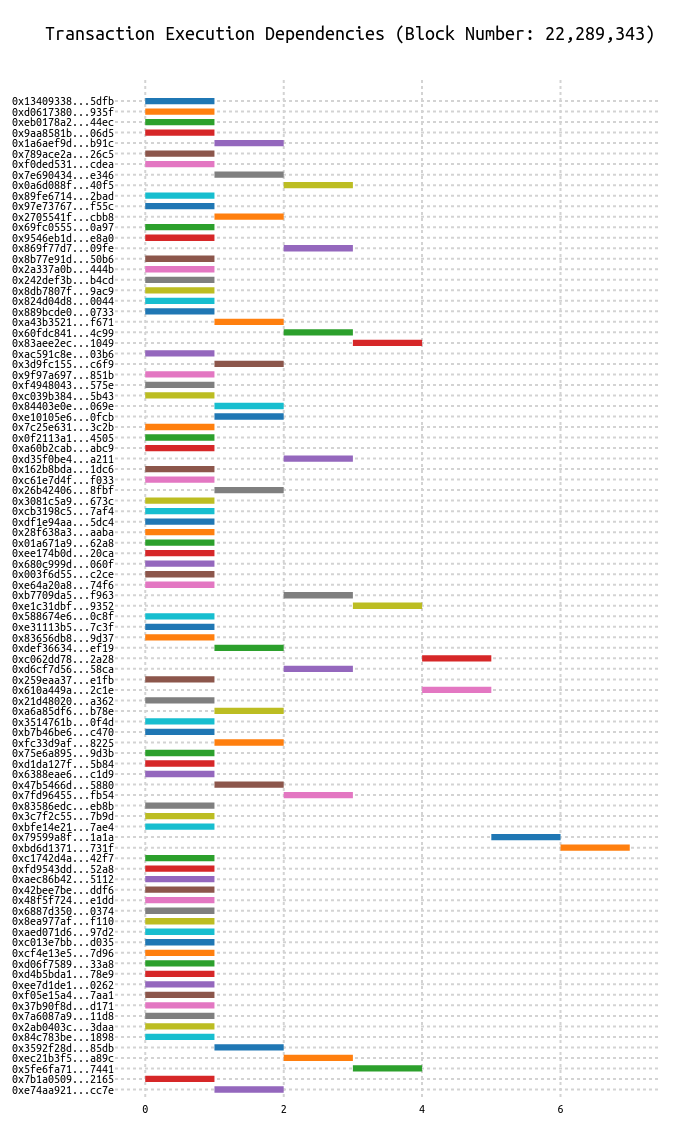 Transaction Execution Dependencies (Block Number: 22,289,343)
0x13409338...5dfb
0xd0617380...935f
0xeb0178a2...44ec
0x9aa8581b...06d5
0x1a6aef9d...b91c
0x789ace2a...26c5
0xf0ded531...cdea
0x7e690434...e346
0x0a6d088f...40f5
0x89fe6714...2bad
0x97e73767...f55c
0x2705541f...cbb8
0x69fc0555...0a97
0x9546eb1d...e8a0
0x869f77d7...09fe
0x8b77e91d...50b6
0x2a337a0b...444b
0x242def3b...b4cd
0x8db7807f...9ac9
0x824d04d8...0044
0x889bcde0...0733
0xa43b3521...f671
0x60fdc841...4c99
0x83aee2ec...1049
0xac591c8e...03b6
0x3d9fc155...c6f9
0x9f97a697...851b
0xf4948043...575e
0xc039b384...5b43
0x84403e0e...069e
0xe10105e6...0fcb
0x7c25e631...3c2b
0x0f2113a1...4505
0xa60b2cab...abc9
0xd35f0be4...a211
0x162b8bda...1dc6
0xc61e7d4f...f033
0x26b42406...8fbf
0x3081c5a9...673c
0xcb3198c5...7af4
0xdf1e94aa...5dc4
0x28f638a3...aaba
0x01a671a9...62a8
0xee174b0d...20ca
0x680c999d...060f
0x003f6d55...c2ce
0xe64a20a8...74f6
0xb7709da5...f963
0xe1c31dbf...9352
0x588674e6...0c8f
0xe31113b5...7c3f
0x83656db8...9d37
0xdef36634...ef19
0xc062dd78...2a28
0xd6cf7d56...58ca
0x259eaa37...e1fb
0x610a449a...2c1e
0x21d48020...a362
0xa6a85df6...b78e
0x3514761b...0f4d
0xb7b46be6...c470
0xfc33d9af...8225
0x75e6a895...9d3b
0xd1da127f...5b84
0x6388eae6...c1d9
0x47b5466d...5880
0x7fd96455...fb54
0x83586edc...eb8b
0x3c7f2c55...7b9d
0xbfe14e21...7ae4
0x79599a8f...1a1a
0xbd6d1371...731f
0xc1742d4a...42f7
0xfd9543dd...52a8
0xaec86b42...5112
0x42bee7be...ddf6
0x48f5f724...e1dd
0x6887d350...0374
0x8ea977af...f110
0xaed071d6...97d2
0xc013e7bb...d035
0xcf4e13e5...7d96
0xd06f7589...33a8
0xd4b5bda1...78e9
0xee7d1de1...0262
0xf05e15a4...7aa1
0x37b90f8d...d171
0x7a6087a9...11d8
0x2ab0403c...3daa
0x84c783be...1898
0x3592f28d...85db
0xec21b3f5...a89c
0x5fe6fa71...7441
0x7b1a0509...2165
0xe74aa921...cc7e
0 2 4 6